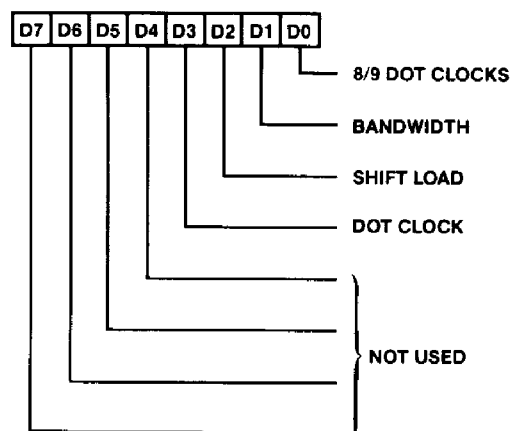 D7 D6 D5 D4 D3 D2 D1 D0
8/9 DOT CLOCKS
BANDWIDTH
SHIFT LOAD
DOT CLOCK
NOT USED